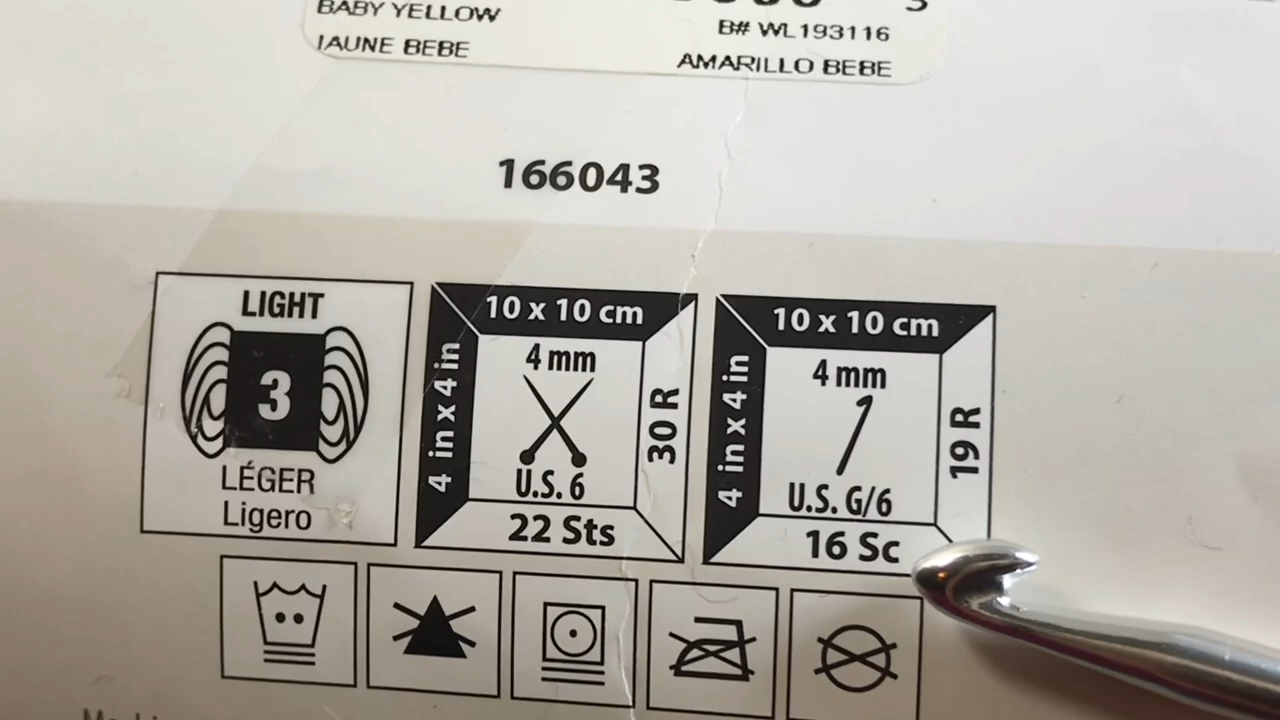 BABY YELLOW
B# WL193116
JAUNE BEBE
AMARILLO BEBE
166043
LIGHT
3
LÉGER
Ligero
10 x 10 cm
4 in x 4 in
4 mm
U.S. 6
30 R
22 Sts
10 x 10 cm
4 in x 4 in
4 mm
U.S. G/6
19 R
16 Sc